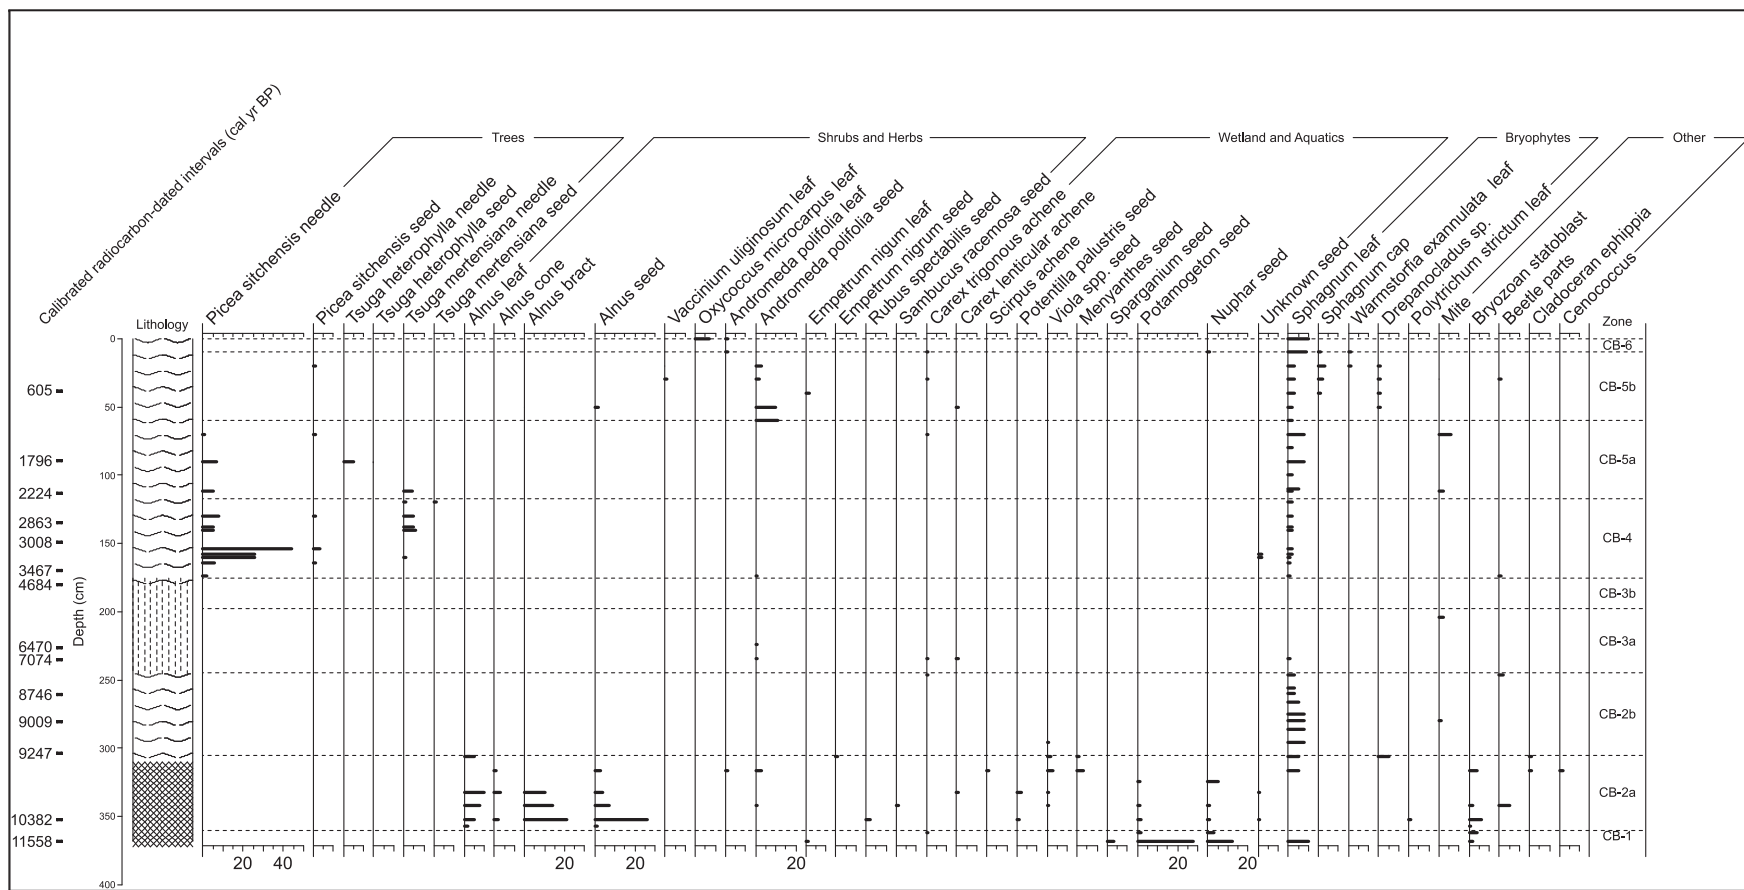 Calibrated radiocarbon-dated intervals (cal yr BP)
Trees
Shrubs and Herbs
Wetland and Aquatics
Bryophytes
Other
Picea sitchensis needle
Picea sitchensis seed
Tsuga heterophylla needle
Tsuga heterophylla seed
Tsuga mertensiana needle
Tsuga mertensiana seed
Alnus leaf
Alnus cone
Alnus bract
Alnus seed
Vaccinium uliginosum leaf
Oxycoccus microcarpus leaf
Andromeda polifolia leaf
Andromeda polifolia seed
Empetrum nigum leaf
Empetrum nigrum seed
Rubus spectabilis seed
Sambucus racemosa seed
Carex trigonous achene
Carex lenticular achene
Scirpus achene
Potentilla palustris seed
Viola spp. seed
Menyanthes seed
Sparganium seed
Potamogeton seed
Nuphar seed
Unknown seed
Sphagnum leaf
Sphagnum cap
Warmstorfia exannulata leaf
Drepanocladus sp.
Polytrichum strictum leaf
Mite
Bryozoan statoblast
Beetle parts
Cladoceran ephippia
Cenococcum
Lithology
Zone
0
50
100
150
200
250
300
350
400
Depth (cm)
605
1796
2224
2863
3008
3467
4684
6470
7074
8746
9009
9247
10382
11558
CB-6
CB-5b
CB-5a
CB-4
CB-3b
CB-3a
CB-2b
CB-2a
CB-1
20 40 20 20 20 20 20